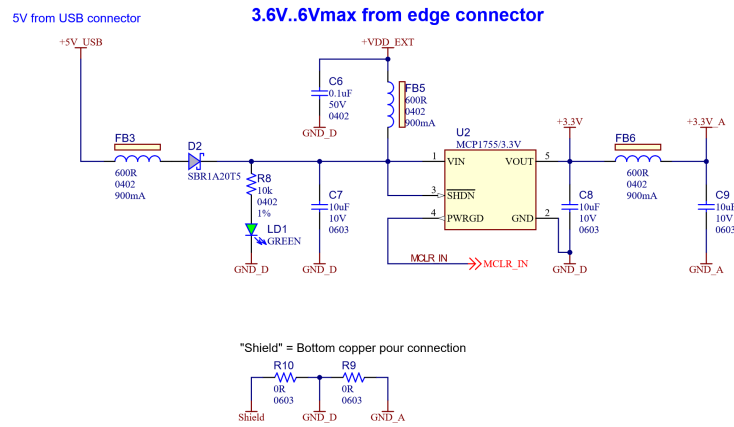 3.6V..6Vmax from edge connector
5V from USB connector
+5V_USB
+VDD_EXT
C6
0.1uF
50V
0402
GND_D
FB5
600R
0402
900mA
FB3
600R
0402
900mA
D2
SBR1A20T5
R8
10k
0402
1%
LD1
GREEN
GND_D
C7
10uF
10V
0603
GND_D
U2
MCP1755/3.3V
1 VIN VOUT 5
3 SHDN
4 PWRGD GND 2
MCLR IN
MCLR_IN
+3.3V
C8
10uF
10V
0603
GND_D
FB6
600R
0402
900mA
+3.3V_A
C9
10uF
10V
0603
GND_A
"Shield" = Bottom copper pour connection
R10
0R
0603
R9
0R
0603
Shield
GND_D
GND_A